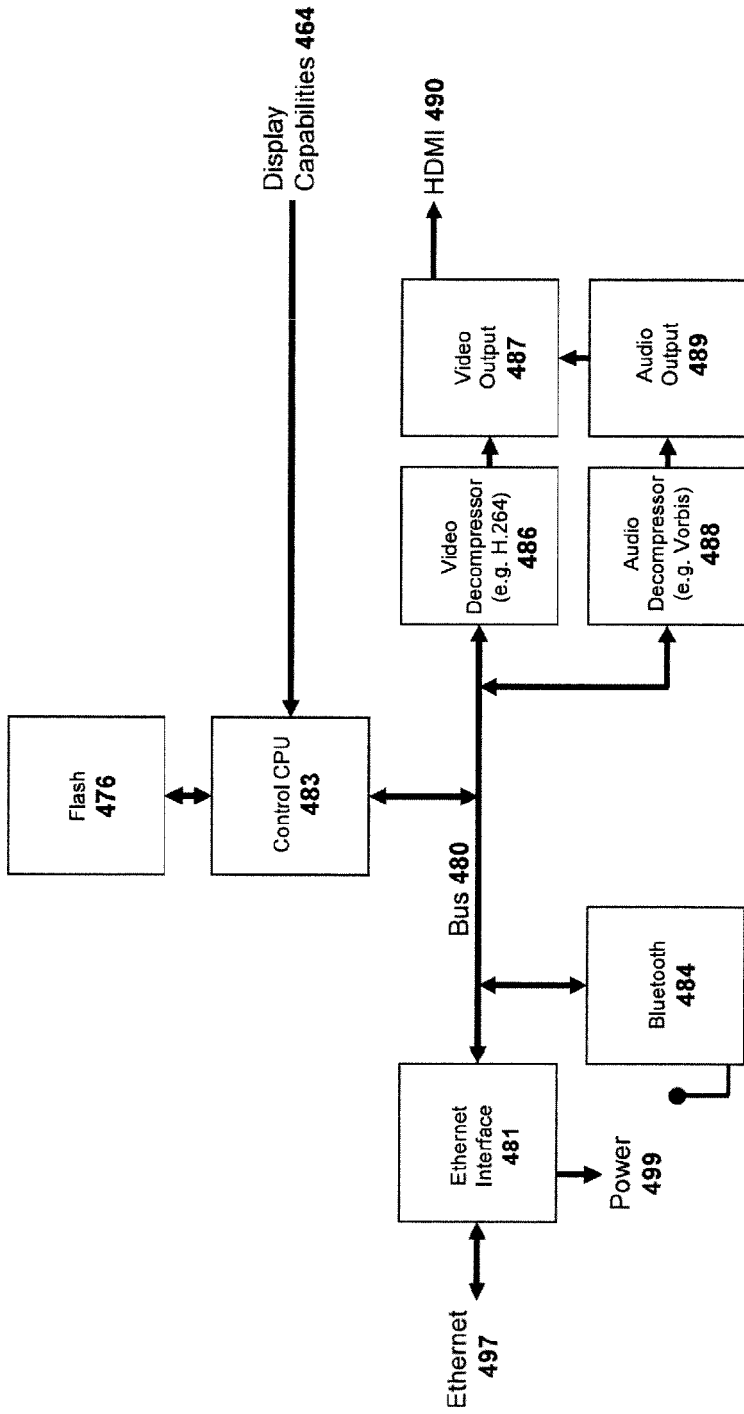 Flash
476
Display
Capabilities 464
Control CPU
483
HDMI 490
Bus 480
Ethernet
497
Ethernet
Interface
481
Video
Decompressor
(e.g. H.264)
486
Video
Output
487
Power
499
Bluetooth
484
Audio
Decompressor
(e.g. Vorbis)
488
Audio
Output
489